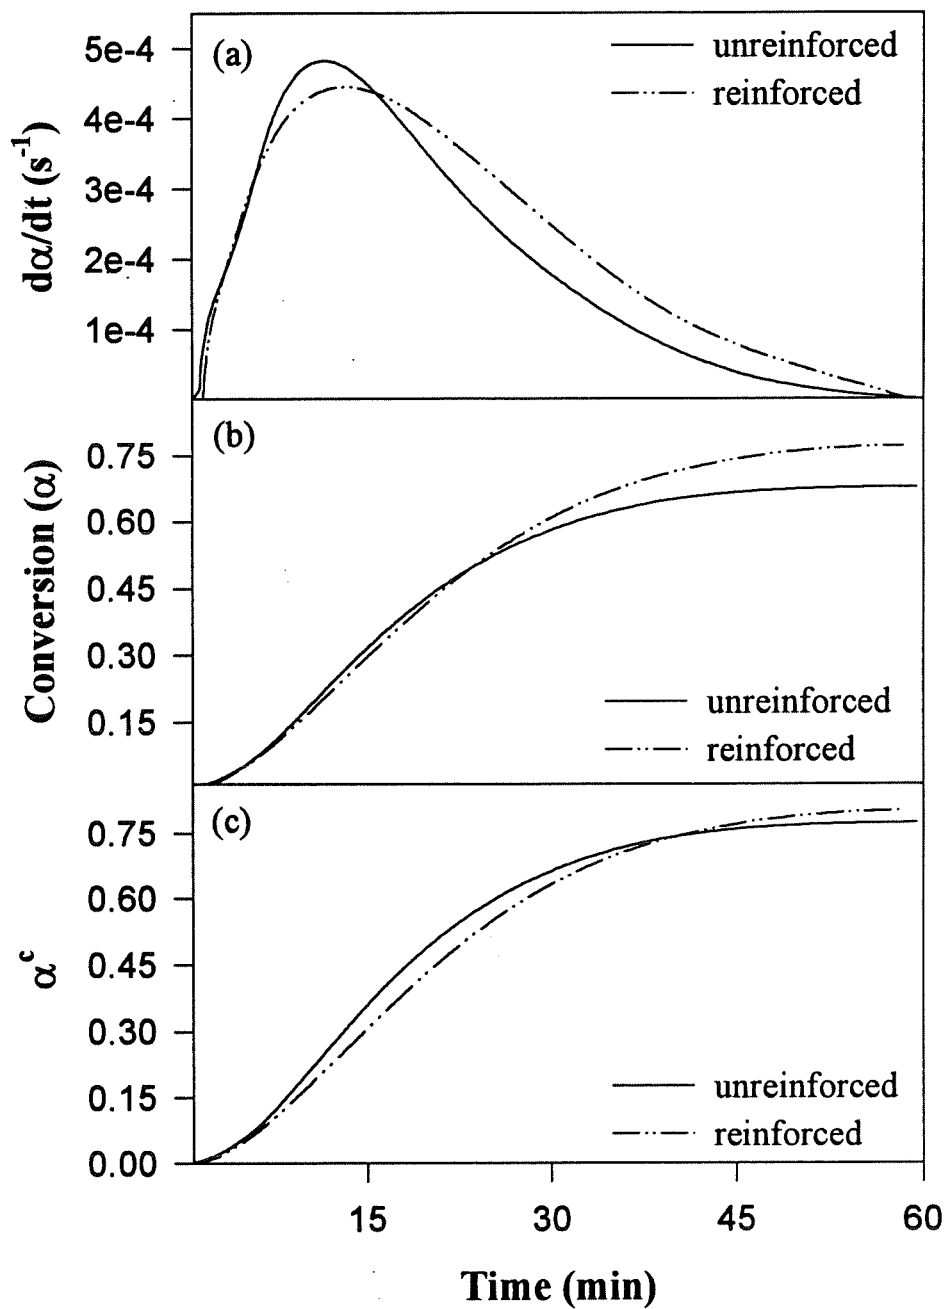 (a)
unreinforced
reinforced
5e-4
4e-4
3e-4
2e-4
1e-4
dα/dt (s⁻¹)
(b)
0.75
0.60
0.45
0.30
0.15
Conversion (α)
unreinforced
reinforced
(c)
0.75
0.60
0.45
0.30
0.15
0.00
αᶜ
unreinforced
reinforced
15
30
45
60
Time (min)